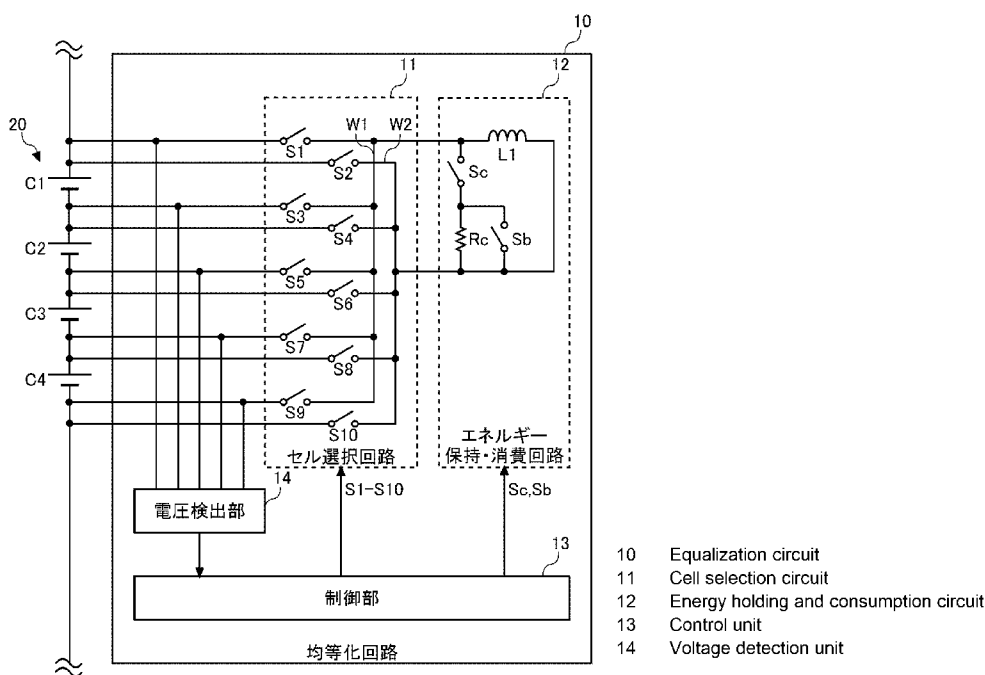 10
11
12
20
W1
W2
S1
S2
L1
Sc
C1
S3
Rc
Sb
S4
C2
S5
S6
C3
S7
S8
C4
S9
S10
セル選択回路
エネルギー
保持・消費回路
14
S1-S10
Sc,Sb
電圧検出部
13
制御部
均等化回路
10 Equalization circuit
11 Cell selection circuit
12 Energy holding and consumption circuit
13 Control unit
14 Voltage detection unit